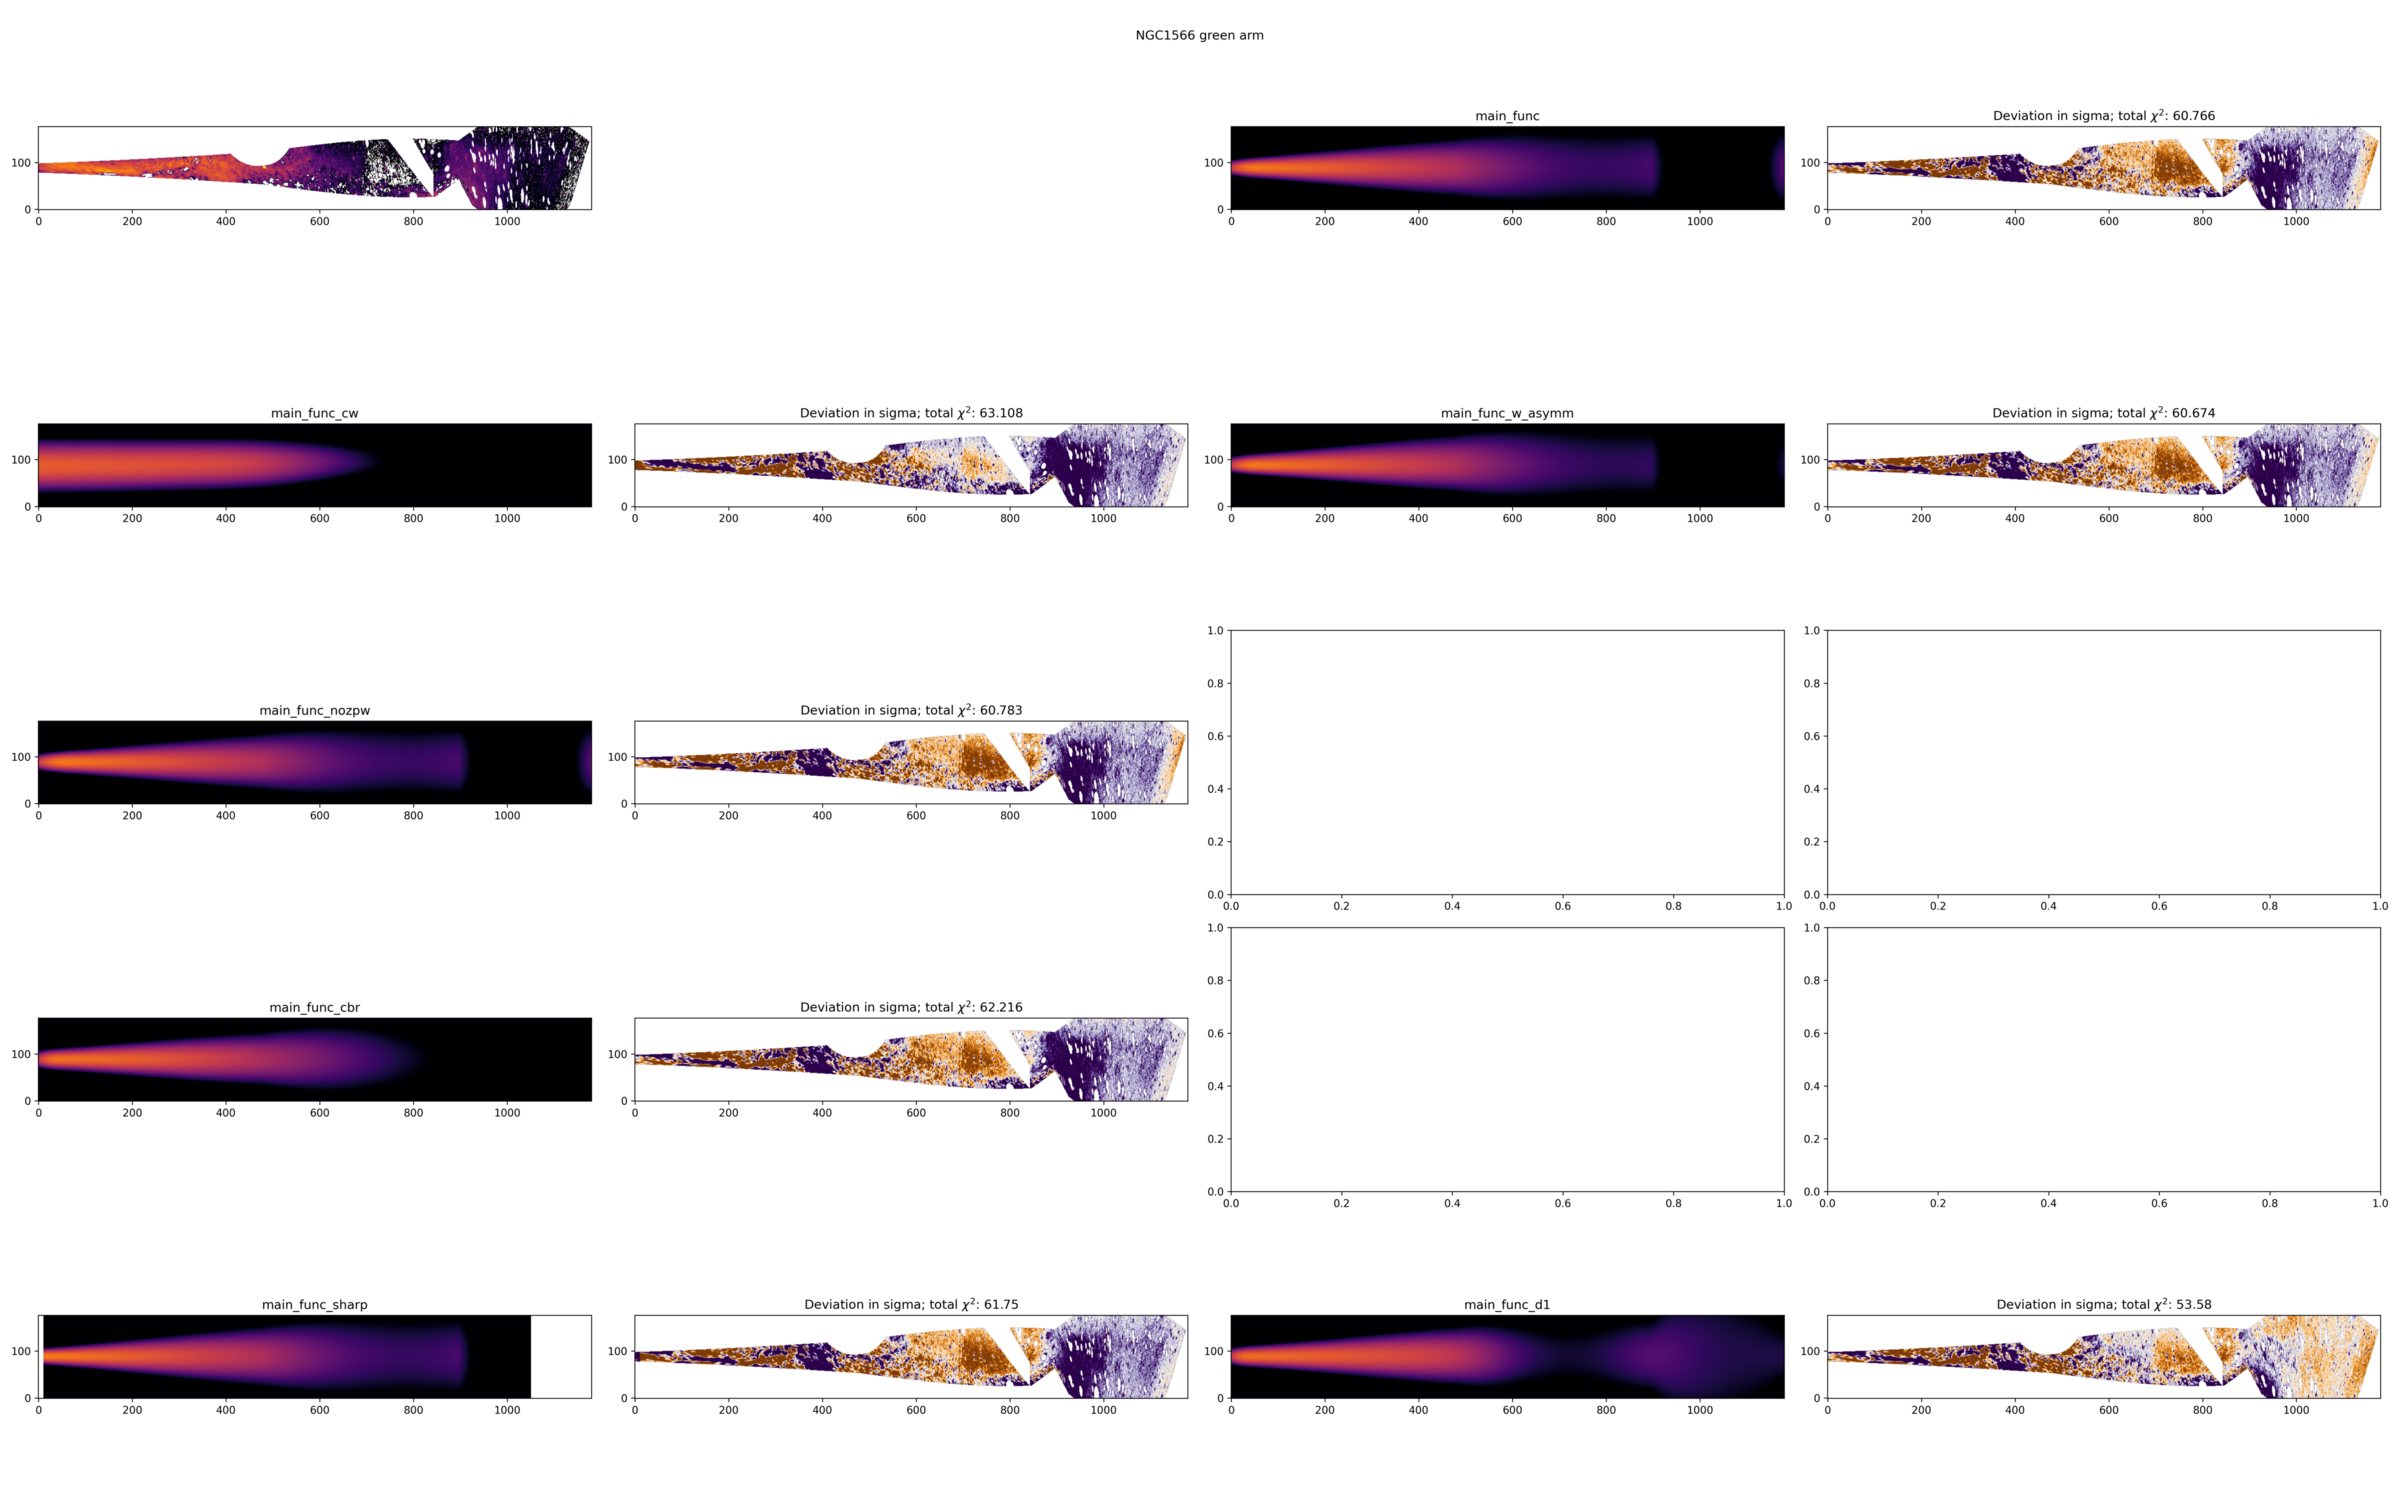 NGC1566 green arm
100
0
0 200 400 600 800 1000
main_func
100
0
0 200 400 600 800 1000
Deviation in sigma; total χ²: 60.766
100
0
0 200 400 600 800 1000
main_func_cw
100
0
0 200 400 600 800 1000
Deviation in sigma; total χ²: 63.108
100
0
0 200 400 600 800 1000
main_func_w_asymm
100
0
0 200 400 600 800 1000
Deviation in sigma; total χ²: 60.674
100
0
0 200 400 600 800 1000
main_func_nozpw
100
0
0 200 400 600 800 1000
Deviation in sigma; total χ²: 60.783
100
0
0 200 400 600 800 1000
1.0
0.8
0.6
0.4
0.2
0.0
0.0 0.2 0.4 0.6 0.8 1.0
1.0
0.8
0.6
0.4
0.2
0.0
0.0 0.2 0.4 0.6 0.8 1.0
main_func_cbr
100
0
0 200 400 600 800 1000
Deviation in sigma; total χ²: 62.216
100
0
0 200 400 600 800 1000
1.0
0.8
0.6
0.4
0.2
0.0
0.0 0.2 0.4 0.6 0.8 1.0
1.0
0.8
0.6
0.4
0.2
0.0
0.0 0.2 0.4 0.6 0.8 1.0
main_func_sharp
100
0
0 200 400 600 800 1000
Deviation in sigma; total χ²: 61.75
100
0
0 200 400 600 800 1000
main_func_d1
100
0
0 200 400 600 800 1000
Deviation in sigma; total χ²: 53.58
100
0
0 200 400 600 800 1000